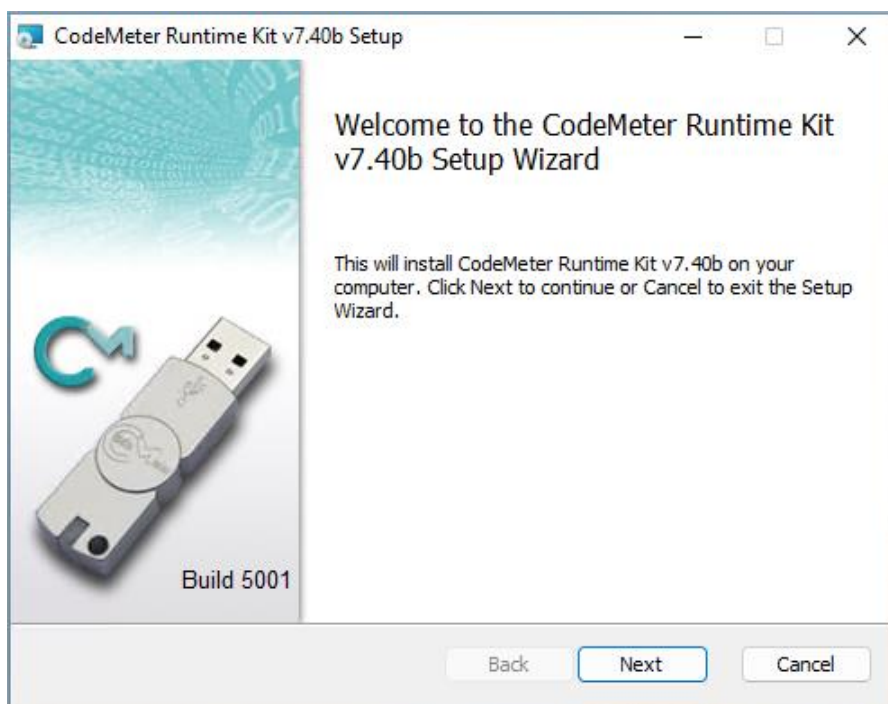 CodeMeter Runtime Kit v7.40b Setup
Welcome to the CodeMeter Runtime Kit
v7.40b Setup Wizard
This will install CodeMeter Runtime Kit v7.40b on your
computer. Click Next to continue or Cancel to exit the Setup
Wizard.
Build 5001
Back
Next
Cancel